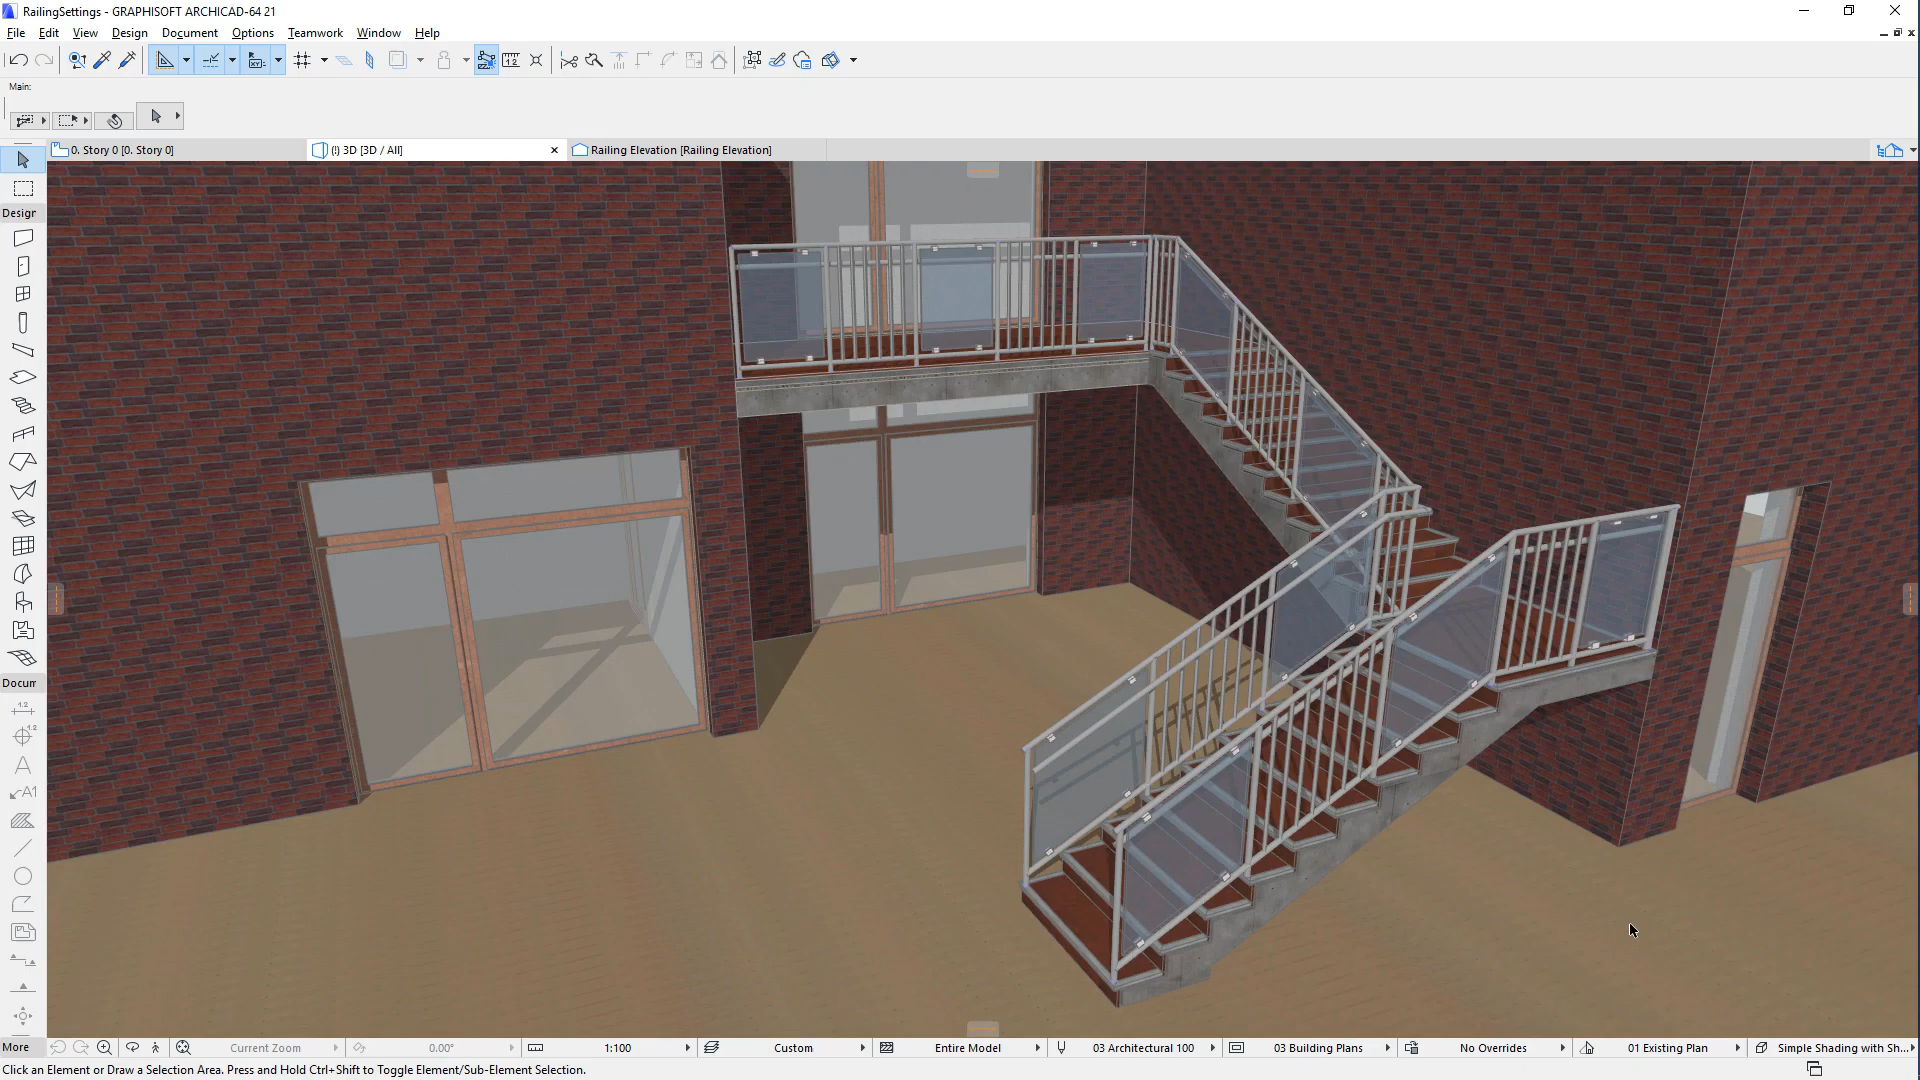 RailingSettings - GRAPHISOFT ARCHICAD-64 21
File Edit View Design Document Options Teamwork Window Help
Main:
0. Story 0 [0. Story 0]
(!) 3D [3D / All]
Railing Elevation [Railing Elevation]
Design
Docum
More
Current Zoom
0.00°
1:100
Custom
Entire Model
03 Architectural 100
03 Building Plans
No Overrides
01 Existing Plan
Simple Shading with Sh...
Click an Element or Draw a Selection Area. Press and Hold Ctrl+Shift to Toggle Element/Sub-Element Selection.